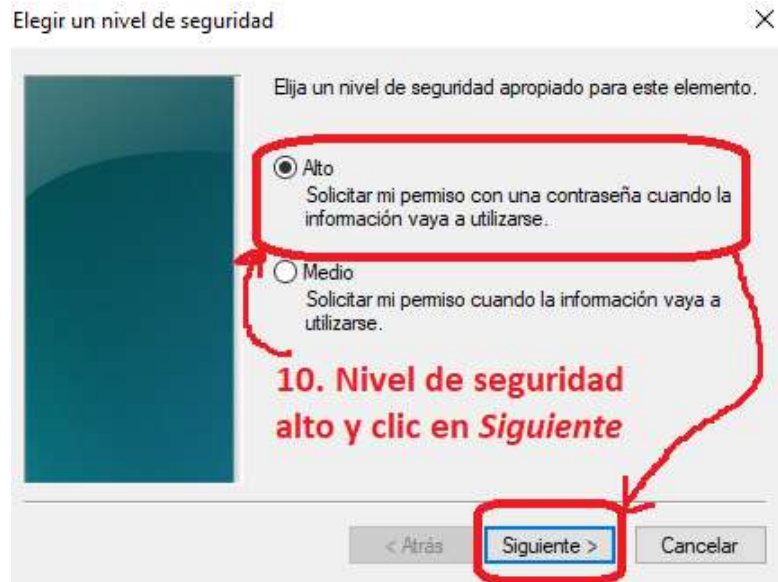 Elegir un nivel de seguridad
Elija un nivel de seguridad apropiado para este elemento.
Alto
Solicitar mi permiso con una contraseña cuando la
información vaya a utilizarse.
Medio
Solicitar mi permiso cuando la información vaya a
utilizarse.
10. Nivel de seguridad
alto y clic en Siguiente
< Atrás Siguiente > Cancelar